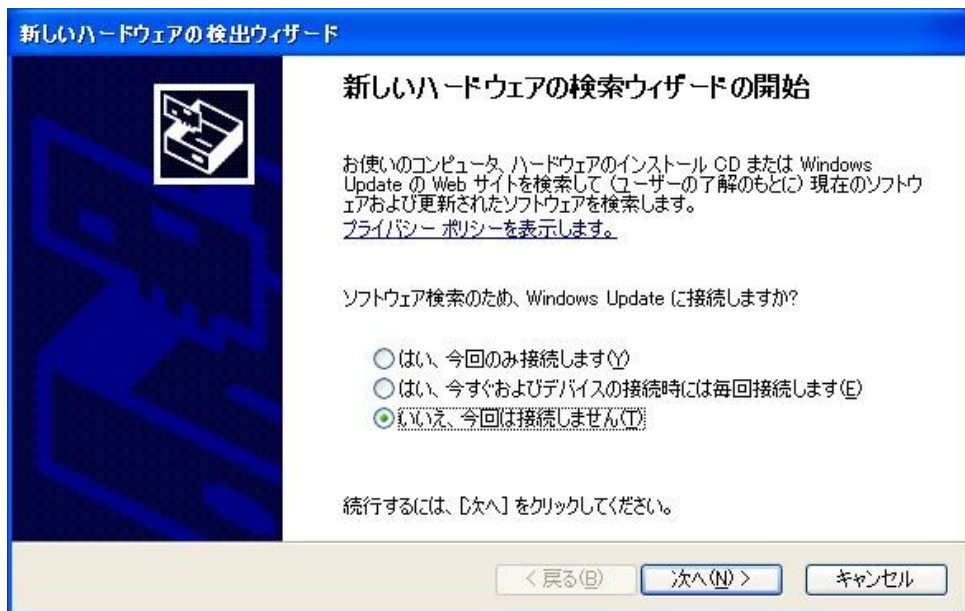 新しいハードウェアの検出ウィザード
新しいハードウェアの検索ウィザードの開始
お使いのコンピュータ、ハードウェアのインストール CD または Windows
Update の Web サイトを検索して (ユーザーの了解のもとに) 現在のソフトウ
ェアおよび更新されたソフトウェアを検索します。
プライバシー ポリシーを表示します。
ソフトウェア検索のため、Windows Update に接続しますか?
はい、今回のみ接続します(Y)
はい、今すぐおよびデバイスの接続時には毎回接続します(E)
いいえ、今回は接続しません(T)
続行するには、[次へ] をクリックしてください。
< 戻る(B)
次へ(N) >
キャンセル